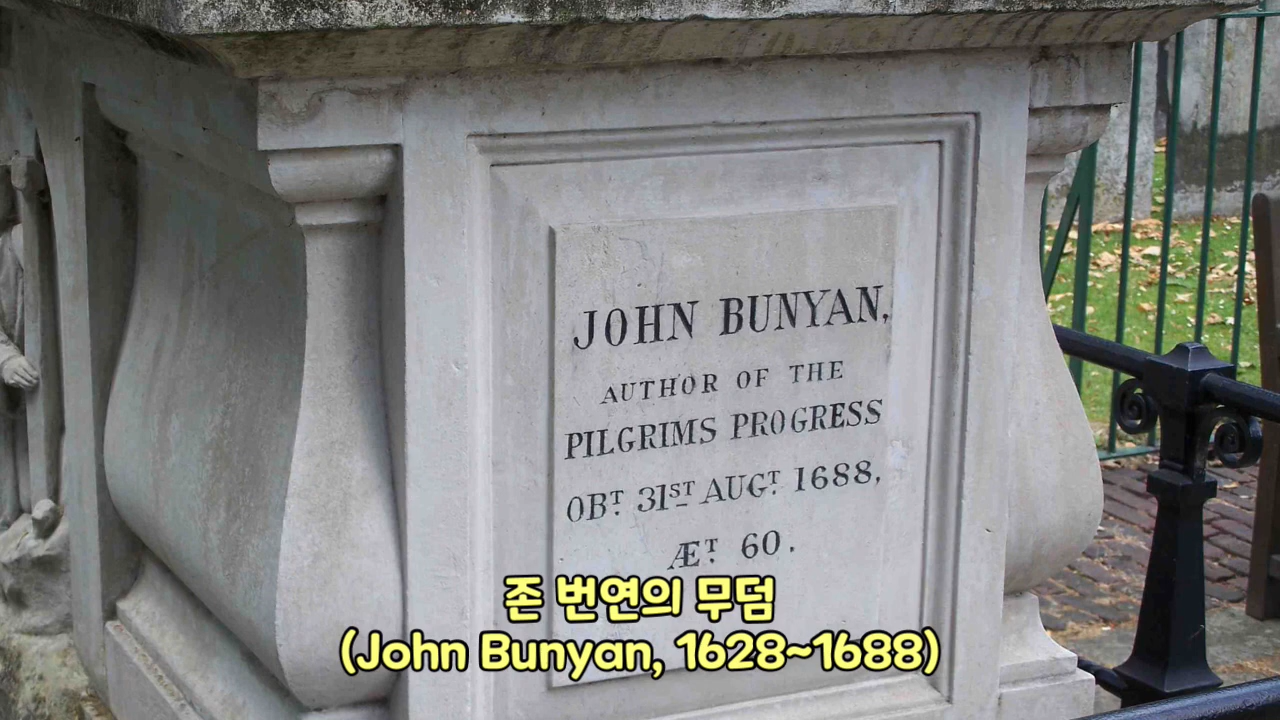 JOHN BUNYAN,
AUTHOR OF THE
PILGRIMS PROGRESS
OBT. 31ST AUGT. 1688,
ÆT. 60.
존 번연의 무덤
(John Bunyan, 1628~1688)